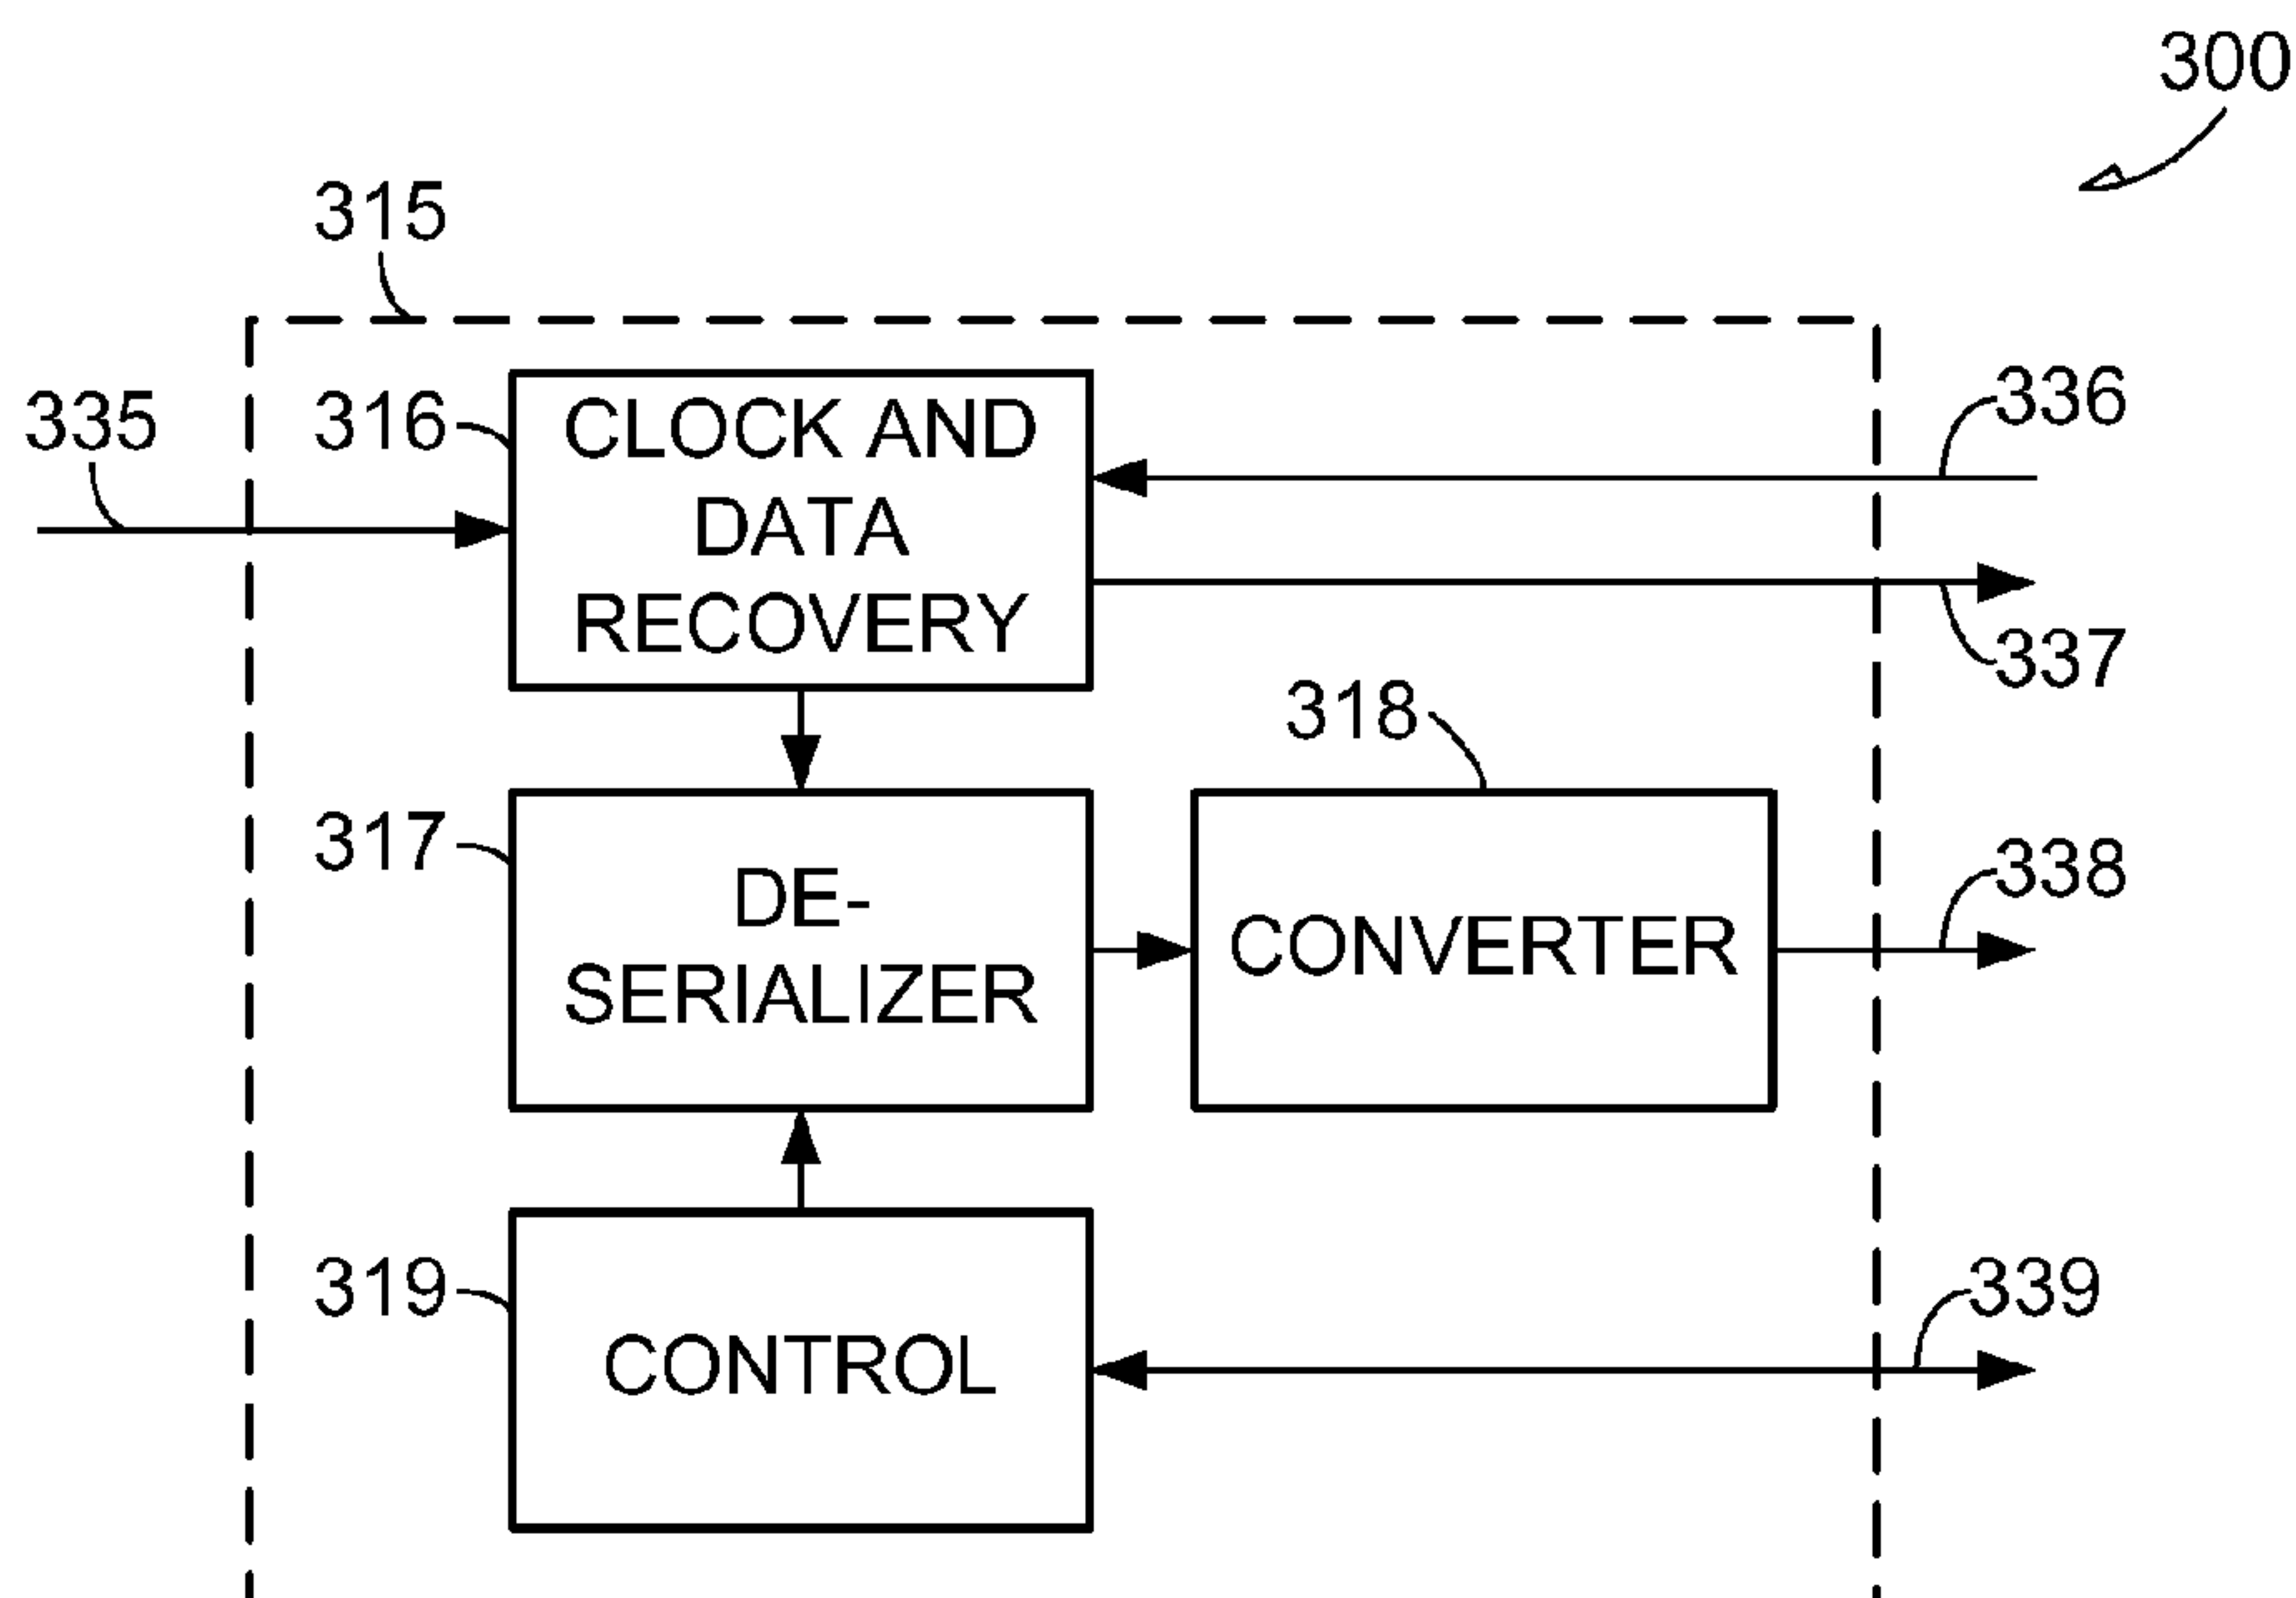 300
315
335
316
CLOCK AND
DATA
RECOVERY
336
337
318
317
DE-
SERIALIZER
CONVERTER
338
319
CONTROL
339